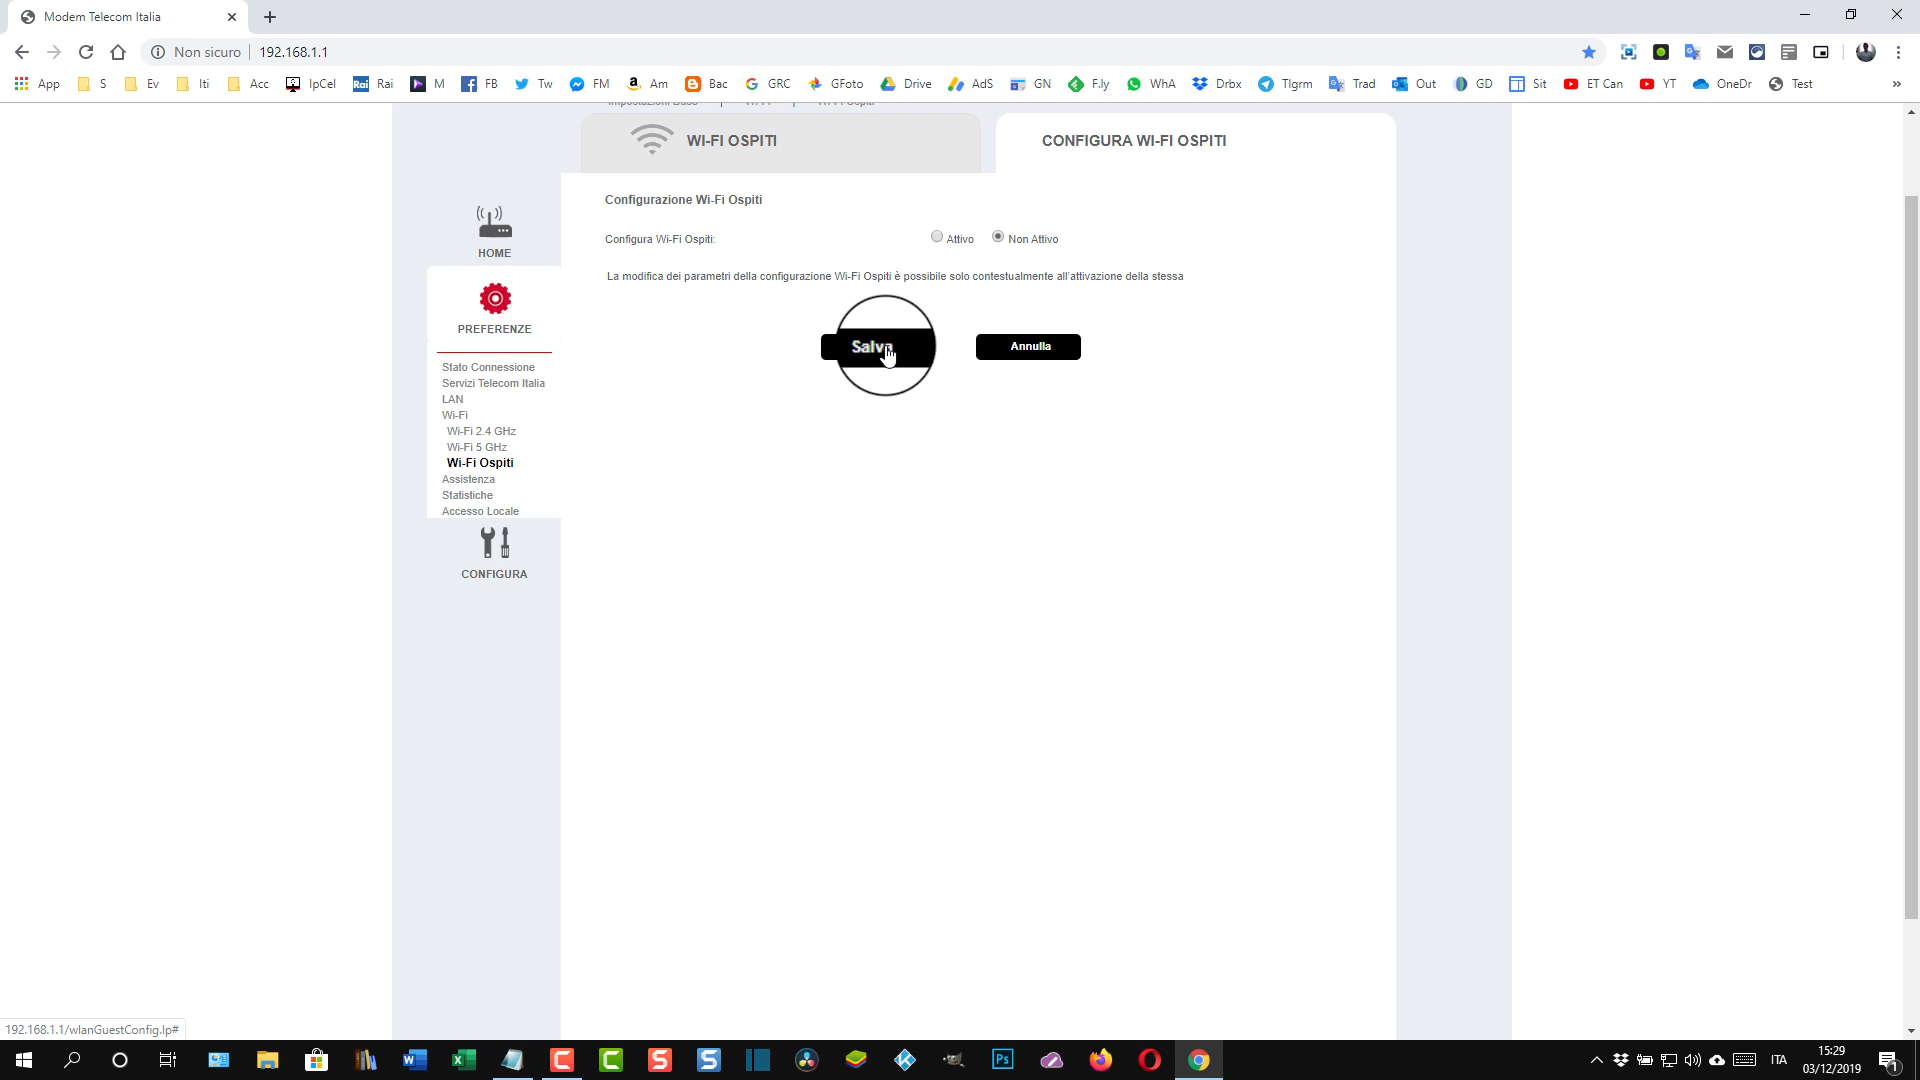 Modem Telecom Italia
Non sicuro
192.168.1.1
App
S
Ev
Iti
Acc
IpCel
Rai
Rai
M
FB
Tw
FM
Am
Bac
GRC
GFoto
Drive
AdS
GN
F.ly
WhA
Drbx
Tlgrm
Trad
Out
GD
Sit
ET Can
YT
OneDr
Test
»
WI-FI OSPITI
CONFIGURA WI-FI OSPITI
Configurazione Wi-Fi Ospiti
Configura Wi-Fi Ospiti:
Attivo
Non Attivo
La modifica dei parametri della configurazione Wi-Fi Ospiti è possibile solo contestualmente all'attivazione della stessa
Salva
Annulla
HOME
PREFERENZE
Stato Connessione
Servizi Telecom Italia
LAN
Wi-Fi
Wi-Fi 2.4 GHz
Wi-Fi 5 GHz
Wi-Fi Ospiti
Assistenza
Statistiche
Accesso Locale
CONFIGURA
192.168.1.1/wlanGuestConfig.lp#
ITA
15:29
03/12/2019
1